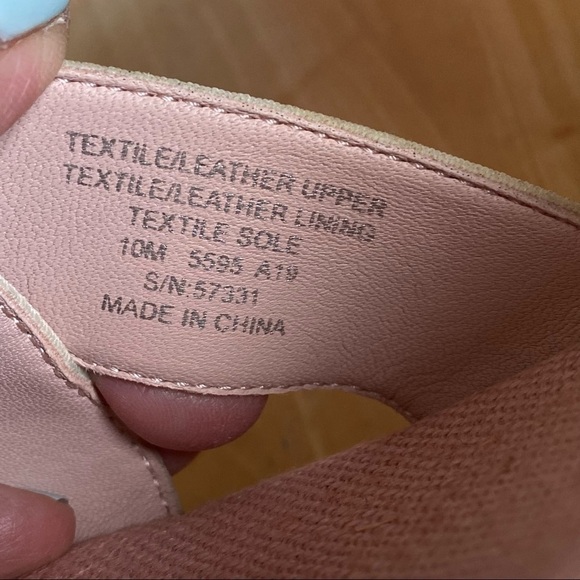 TEXTILE/LEATHER UPPER
TEXTILE/LEATHER LINING
TEXTILE SOLE
10M 5595 A19
S/N:57331
MADE IN CHINA